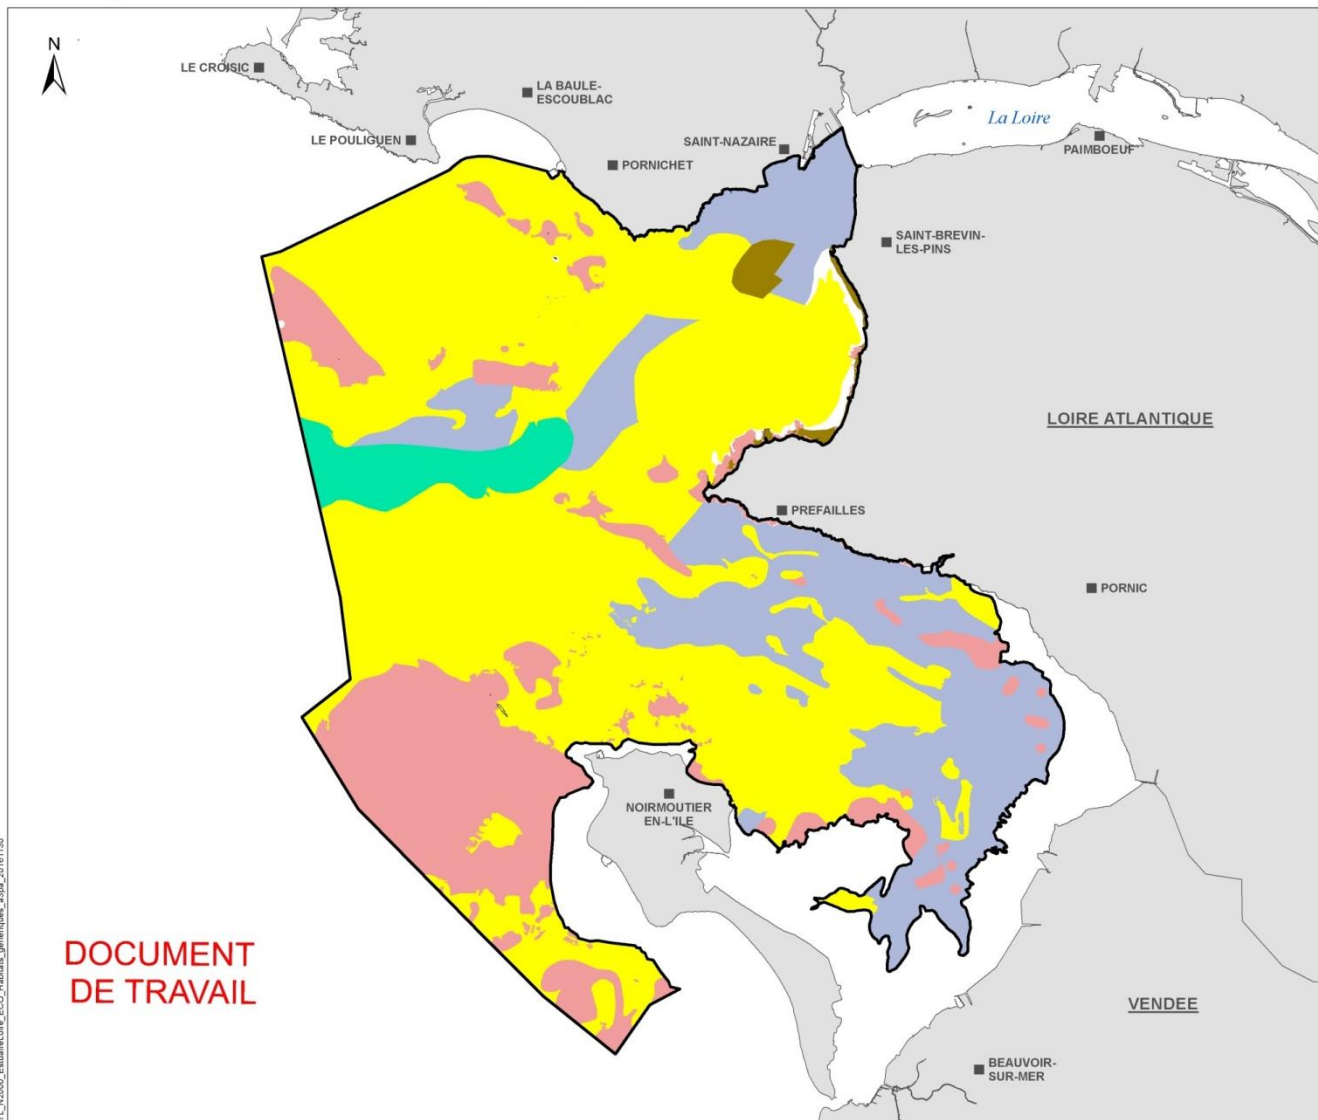 N
LE CROISIC
LA BAULE-
ESCOUBLAC
LE POULIGUEN
PORNICHET
SAINT-NAZAIRE
La Loire
PAIMBOEUF
SAINT-BREVIN-
LES-PINS
LOIRE ATLANTIQUE
PREFAILLES
PORNIC
NOIRMOUTIER
EN-L'ILE
DOCUMENT
DE TRAVAIL
VENDEE
BEAUVOIR-
SUR-MER